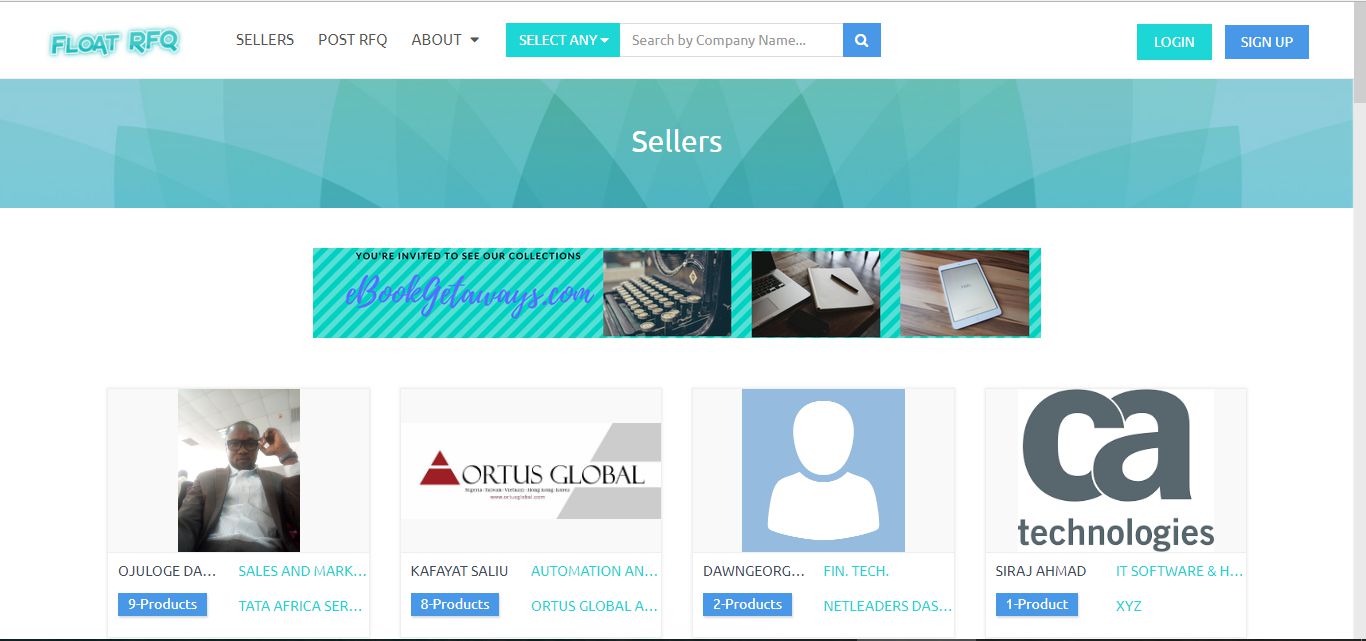 FLOAT RFQ
SELLERS POST RFQ ABOUT
SELECT ANY Search by Company Name...
LOGIN SIGN UP
Sellers
YOU'RE INVITED TO SEE OUR COLLECTIONS
eBookGetaways.com
ORTUS GLOBAL
Nigeria-Taiwan-Vietnam-Hong Kong-Korea
www.ortusglobal.com
ca
technologies
OJULOGE DA... SALES AND MARK...
9-Products TATA AFRICA SER...
KAFAYAT SALIU AUTOMATION AN...
8-Products ORTUS GLOBAL A...
DAWNGEORG... FIN. TECH.
2-Products NETLEADERS DAS...
SIRAJ AHMAD IT SOFTWARE & H...
1-Product XYZ